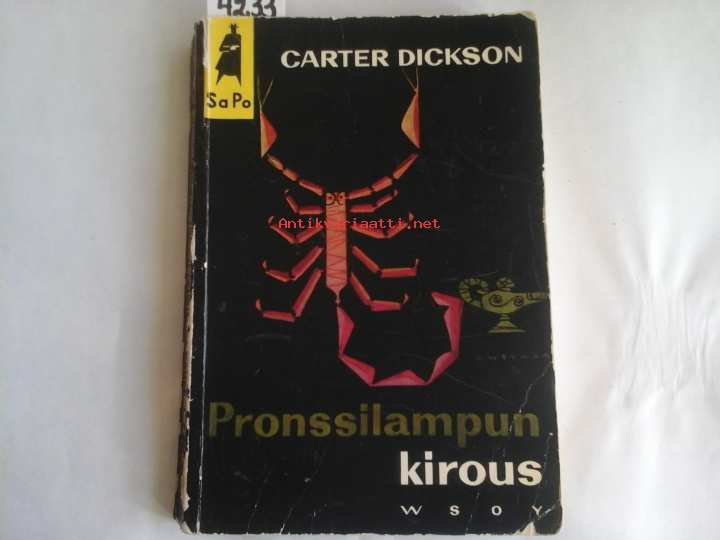 4233
CARTER DICKSON
SaPo
Antikvariaatti.net
Pronssilampun
kirous
WSOY